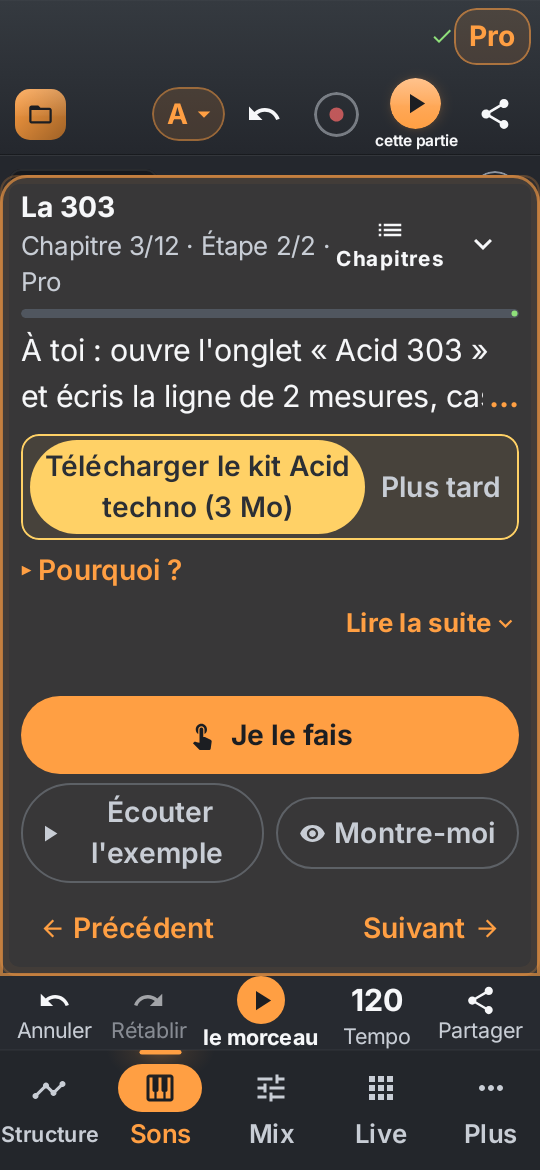 Pro
A
cette partie
La 303
Chapitre 3/12 · Étape 2/2 ·
Pro
Chapitres
À toi : ouvre l'onglet « Acid 303 »
et écris la ligne de 2 mesures, ...
Télécharger le kit Acid
techno (3 Mo)
Plus tard
Pourquoi ?
Lire la suite
Je le fais
Écouter
l'exemple
Montre-moi
Précédent
Suivant
Annuler
Rétablir
le morceau
120
Tempo
Partager
Structure
Sons
Mix
Live
Plus